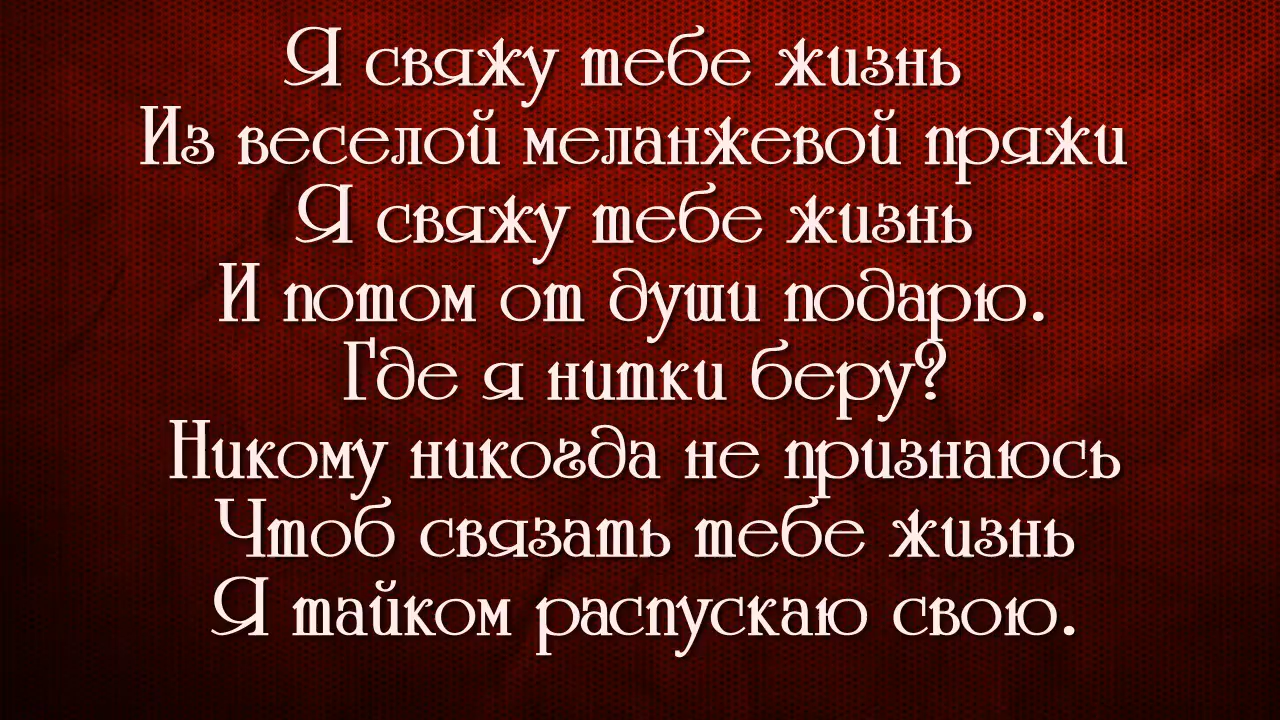 Я свяжу тебе жизнь
Из веселой меланжевой пряжи
Я свяжу тебе жизнь
И потом от души подарю.
Где я нитки беру?
Никому никогда не признаюсь
Чтоб связать тебе жизнь
Я тайком распускаю свою.